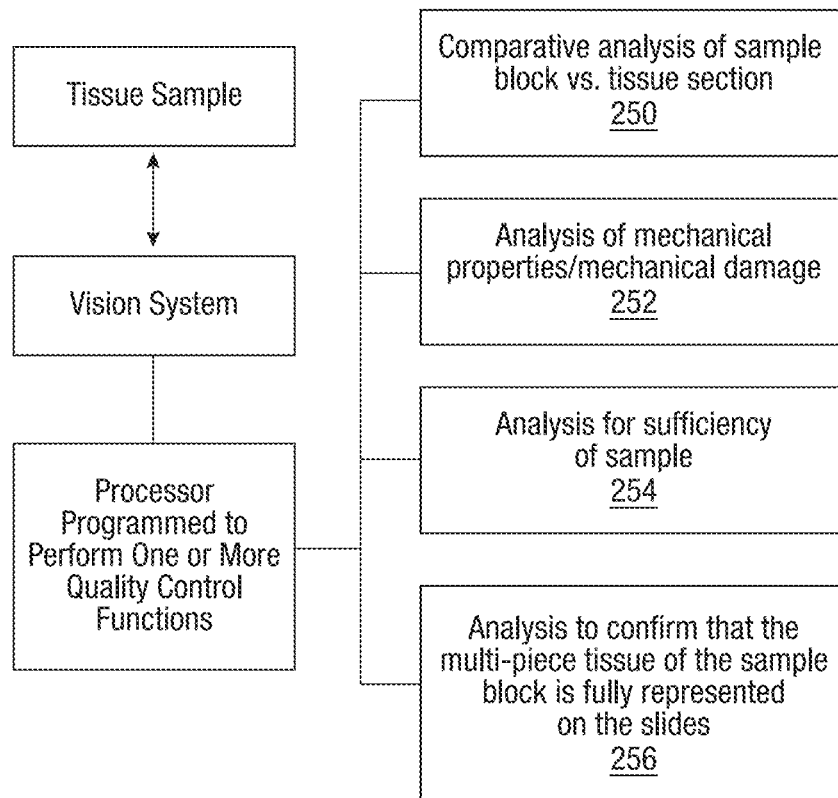 Tissue Sample
Vision System
Processor
Programmed to
Perform One or More
Quality Control
Functions
Comparative analysis of sample
block vs. tissue section
250
Analysis of mechanical
properties/mechanical damage
252
Analysis for sufficiency
of sample
254
Analysis to confirm that the
multi-piece tissue of the sample
block is fully represented
on the slides
256